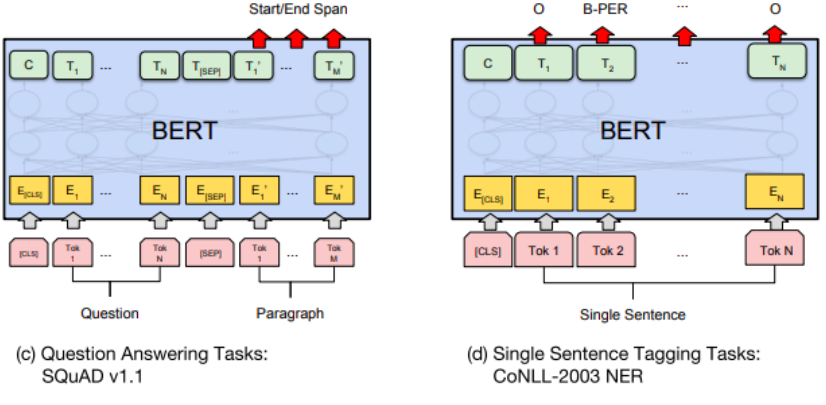 Start/End Span
C T1 ... TN T[SEP] T1' ... TM'
BERT
E[CLS] E1 ... EN E[SEP] E1' ... EM'
[CLS] Tok 1 ... Tok N [SEP] Tok 1 ... Tok M
Question Paragraph
(c) Question Answering Tasks:
SQuAD v1.1
O B-PER ... O
C T1 T2 ... TN
BERT
E[CLS] E1 E2 ... EN
[CLS] Tok 1 Tok 2 ... Tok N
Single Sentence
(d) Single Sentence Tagging Tasks:
CoNLL-2003 NER